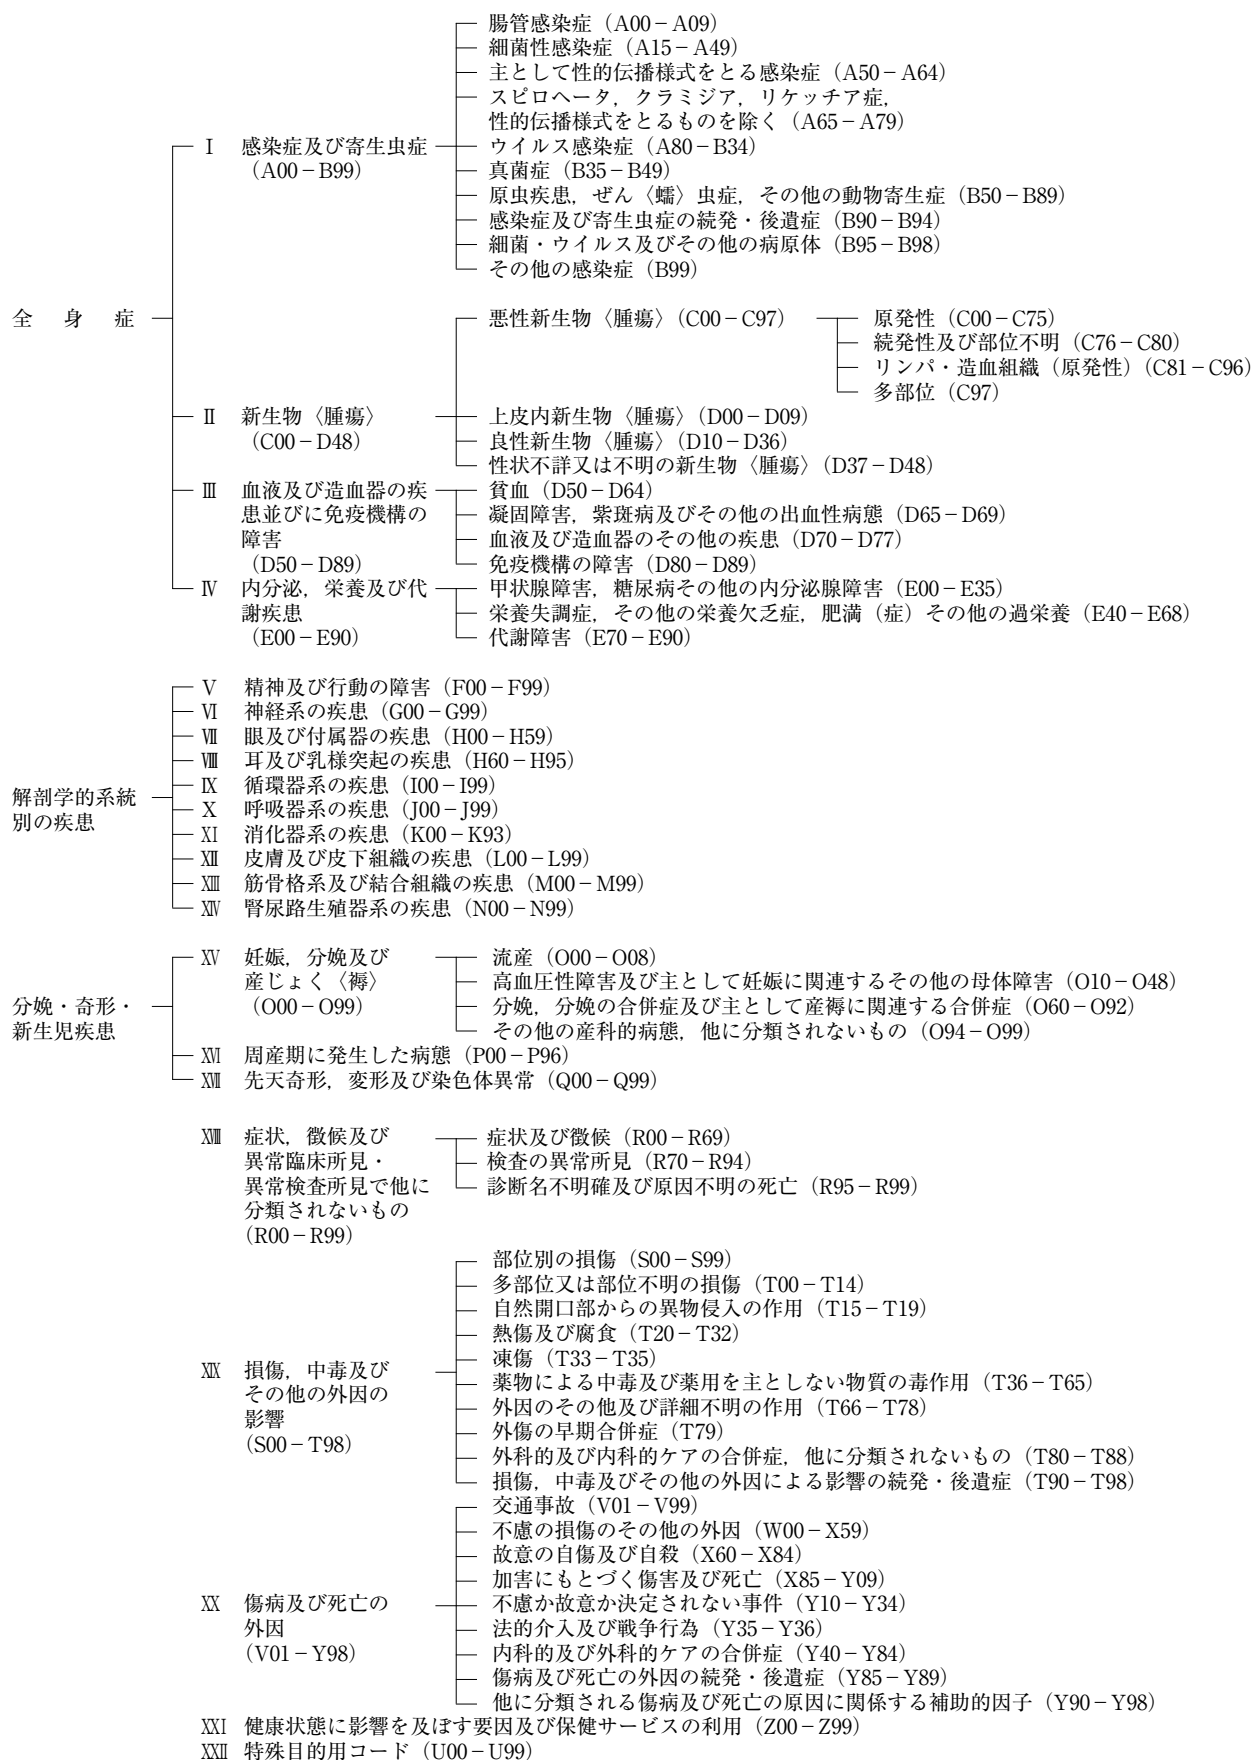 腸管感染症（A00－A09）
細菌性感染症（A15－A49）
主として性的伝播様式をとる感染症（A50－A64）
スピロヘータ，クラミジア，リケッチア症，
性的伝播様式をとるものを除く（A65－A79）
Ⅰ 感染症及び寄生虫症
（A00－B99）
ウイルス感染症（A80－B34）
真菌症（B35－B49）
原虫疾患，ぜん〈蠕〉虫症，その他の動物寄生症（B50－B89）
感染症及び寄生虫症の続発・後遺症（B90－B94）
細菌・ウイルス及びその他の病原体（B95－B98）
その他の感染症（B99）
全身症
悪性新生物〈腫瘍〉（C00－C97）
原発性（C00－C75）
続発性及び部位不明（C76－C80）
リンパ・造血組織（原発性）（C81－C96）
多部位（C97）
Ⅱ 新生物〈腫瘍〉
（C00－D48）
上皮内新生物〈腫瘍〉（D00－D09）
良性新生物〈腫瘍〉（D10－D36）
性状不詳又は不明の新生物〈腫瘍〉（D37－D48）
Ⅲ 血液及び造血器の疾
患並びに免疫機構の
障害
（D50－D89）
貧血（D50－D64）
凝固障害，紫斑病及びその他の出血性病態（D65－D69）
血液及び造血器のその他の疾患（D70－D77）
免疫機構の障害（D80－D89）
Ⅳ 内分泌，栄養及び代
謝疾患
（E00－E90）
甲状腺障害，糖尿病その他の内分泌腺障害（E00－E35）
栄養失調症，その他の栄養欠乏症，肥満（症）その他の過栄養（E40－E68）
代謝障害（E70－E90）
解剖学的系統
別の疾患
Ⅴ 精神及び行動の障害（F00－F99）
Ⅵ 神経系の疾患（G00－G99）
Ⅶ 眼及び付属器の疾患（H00－H59）
Ⅷ 耳及び乳様突起の疾患（H60－H95）
Ⅸ 循環器系の疾患（I00－I99）
Ⅹ 呼吸器系の疾患（J00－J99）
Ⅺ 消化器系の疾患（K00－K93）
Ⅻ 皮膚及び皮下組織の疾患（L00－L99）
XIII 筋骨格系及び結合組織の疾患（M00－M99）
XIV 腎尿路生殖器系の疾患（N00－N99）
分娩・奇形・
新生児疾患
XV 妊娠，分娩及び
産じょく〈褥〉
（O00－O99）
流産（O00－O08）
高血圧性障害及び主として妊娠に関連するその他の母体障害（O10－O48）
分娩，分娩の合併症及び主として産褥に関連する合併症（O60－O92）
その他の産科的病態，他に分類されないもの（O94－O99）
XVI 周産期に発生した病態（P00－P96）
XVII 先天奇形，変形及び染色体異常（Q00－Q99）
XVIII 症状，徴候及び
異常臨床所見・
異常検査所見で他に
分類されないもの
（R00－R99）
症状及び徴候（R00－R69）
検査の異常所見（R70－R94）
診断名不明確及び原因不明の死亡（R95－R99）
XIX 損傷，中毒及び
その他の外因の
影響
（S00－T98）
部位別の損傷（S00－S99）
多部位又は部位不明の損傷（T00－T14）
自然開口部からの異物侵入の作用（T15－T19）
熱傷及び腐食（T20－T32）
凍傷（T33－T35）
薬物による中毒及び薬用を主としない物質の毒作用（T36－T65）
外因のその他及び詳細不明の作用（T66－T78）
外傷の早期合併症（T79）
外科的及び内科的ケアの合併症，他に分類されないもの（T80－T88）
損傷，中毒及びその他の外因による影響の続発・後遺症（T90－T98）
XX 傷病及び死亡の
外因
（V01－Y98）
交通事故（V01－V99）
不慮の損傷のその他の外因（W00－X59）
故意の自傷及び自殺（X60－X84）
加害にもとづく傷害及び死亡（X85－Y09）
不慮か故意か決定されない事件（Y10－Y34）
法的介入及び戦争行為（Y35－Y36）
内科的及び外科的ケアの合併症（Y40－Y84）
傷病及び死亡の外因の続発・後遺症（Y85－Y89）
他に分類される傷病及び死亡の原因に関係する補助的因子（Y90－Y98）
XXI 健康状態に影響を及ぼす要因及び保健サービスの利用（Z00－Z99）
XXII 特殊目的用コード（U00－U99）